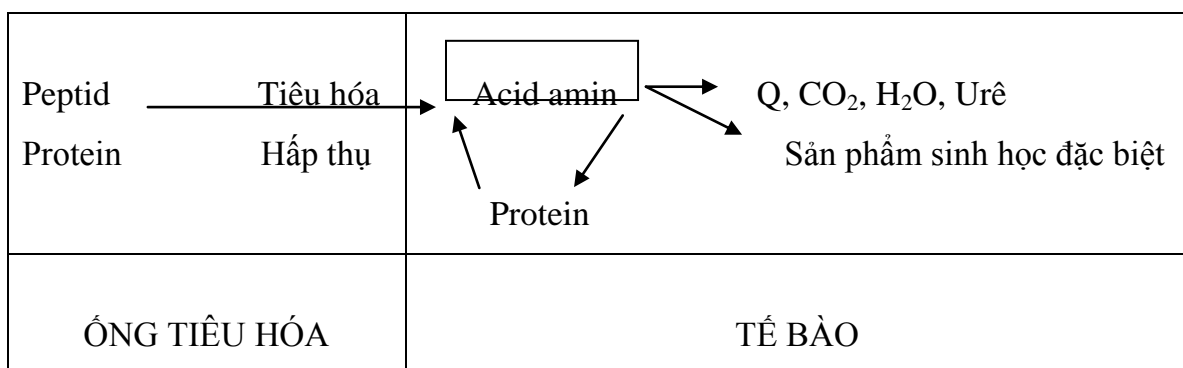 Peptid Tiêu hóa Acid amin Q, CO₂, H₂O, Urê
Protein Hấp thụ Sản phẩm sinh học đặc biệt
Protein
ỐNG TIÊU HÓA TẾ BÀO